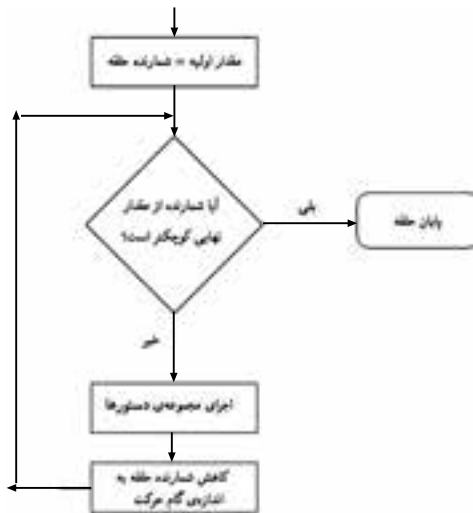 مقدار اولیه = شمارنده حلقه
آیا شمارنده از مقدار
نهایی کوچکتر است؟
بلی
پایان حلقه
خیر
اجرای مجموعه‌ی دستورها
کاهش شمارنده حلقه به
اندازه‌ی گام حرکت